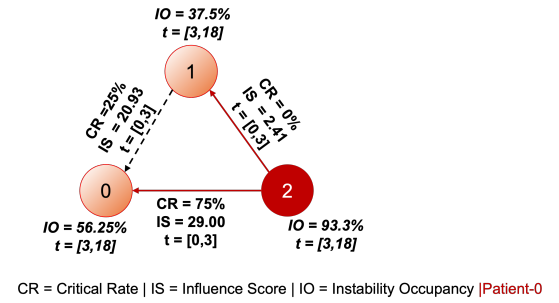 IO = 37.5%
t = [3,18]
1
CR =25%
IS = 20.93
t = [0,3]
CR = 0%
IS = 2.41
t = [0,3]
0
2
CR = 75%
IS = 29.00
t = [0,3]
IO = 56.25%
t = [3,18]
IO = 93.3%
t = [3,18]
CR = Critical Rate | IS = Influence Score | IO = Instability Occupancy |Patient-0